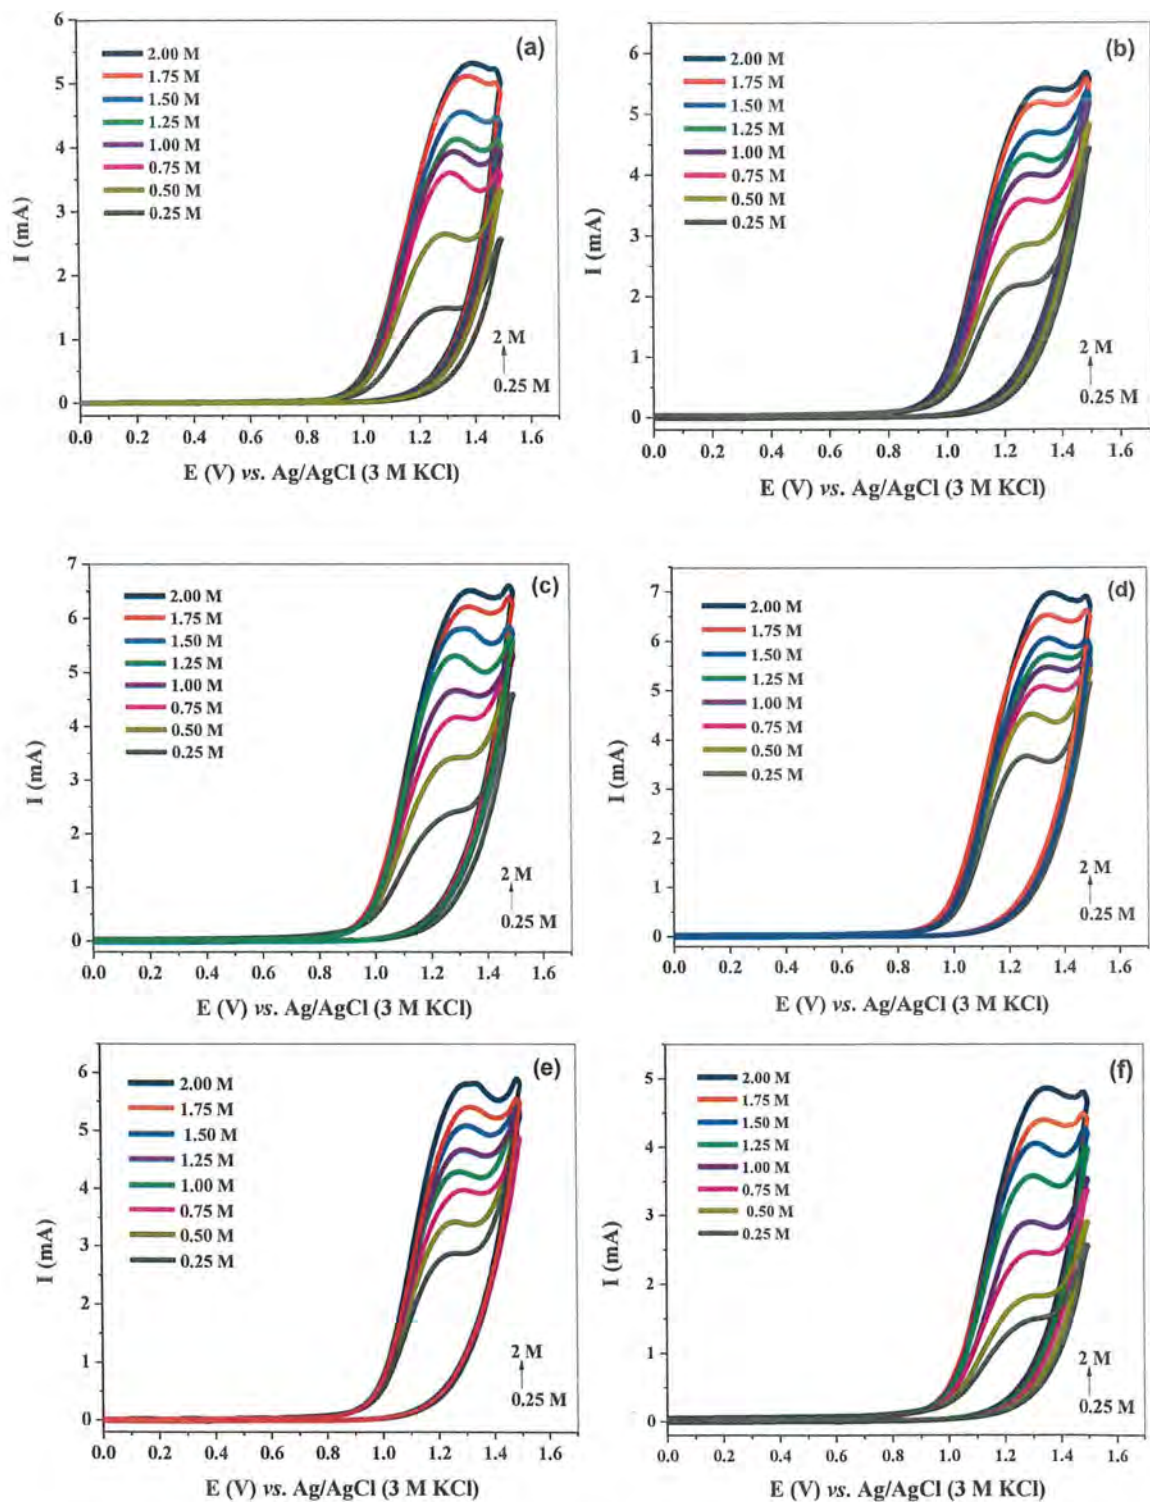 (a)
2.00 M
1.75 M
1.50 M
1.25 M
1.00 M
0.75 M
0.50 M
0.25 M
6
5
4
3
2
1
0
I (mA)
2 M
0.25 M
0.0 0.2 0.4 0.6 0.8 1.0 1.2 1.4 1.6
E (V) vs. Ag/AgCl (3 M KCl)
(b)
2.00 M
1.75 M
1.50 M
1.25 M
1.00 M
0.75 M
0.50 M
0.25 M
6
5
4
3
2
1
0
I (mA)
2 M
0.25 M
0.0 0.2 0.4 0.6 0.8 1.0 1.2 1.4 1.6
E (V) vs. Ag/AgCl (3 M KCl)
(c)
2.00 M
1.75 M
1.50 M
1.25 M
1.00 M
0.75 M
0.50 M
0.25 M
7
6
5
4
3
2
1
0
I (mA)
2 M
0.25 M
0.0 0.2 0.4 0.6 0.8 1.0 1.2 1.4 1.6
E (V) vs. Ag/AgCl (3 M KCl)
(d)
2.00 M
1.75 M
1.50 M
1.25 M
1.00 M
0.75 M
0.50 M
0.25 M
7
6
5
4
3
2
1
0
I (mA)
2 M
0.25 M
0.0 0.2 0.4 0.6 0.8 1.0 1.2 1.4 1.6
E (V) vs. Ag/AgCl (3 M KCl)
(e)
2.00 M
1.75 M
1.50 M
1.25 M
1.00 M
0.75 M
0.50 M
0.25 M
6
5
4
3
2
1
0
I (mA)
2 M
0.25 M
0.0 0.2 0.4 0.6 0.8 1.0 1.2 1.4 1.6
E (V) vs. Ag/AgCl (3 M KCl)
(f)
2.00 M
1.75 M
1.50 M
1.25 M
1.00 M
0.75 M
0.50 M
0.25 M
5
4
3
2
1
0
I (mA)
2 M
0.25 M
0.0 0.2 0.4 0.6 0.8 1.0 1.2 1.4 1.6
E (V) vs. Ag/AgCl (3 M KCl)